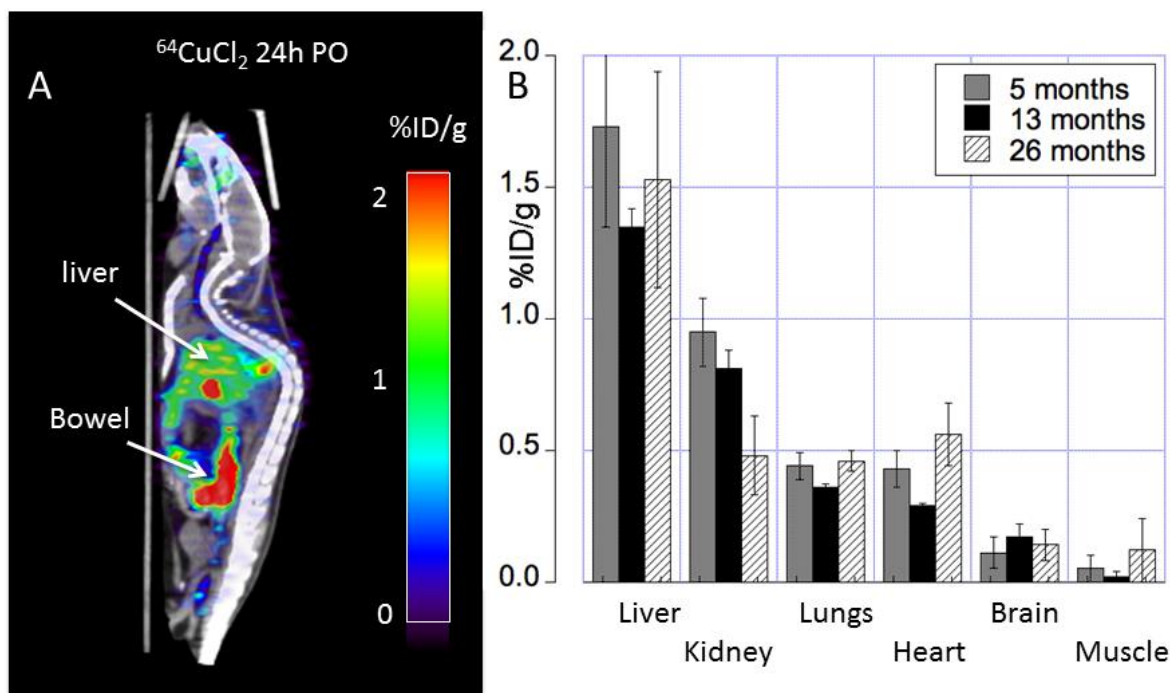 ⁶⁴CuCl₂ 24h PO
A
%ID/g
2
1
0
liver
Bowel
B
5 months
13 months
26 months
%ID/g
2.0
1.5
1.0
0.5
0.0
Liver
Kidney
Lungs
Heart
Brain
Muscle